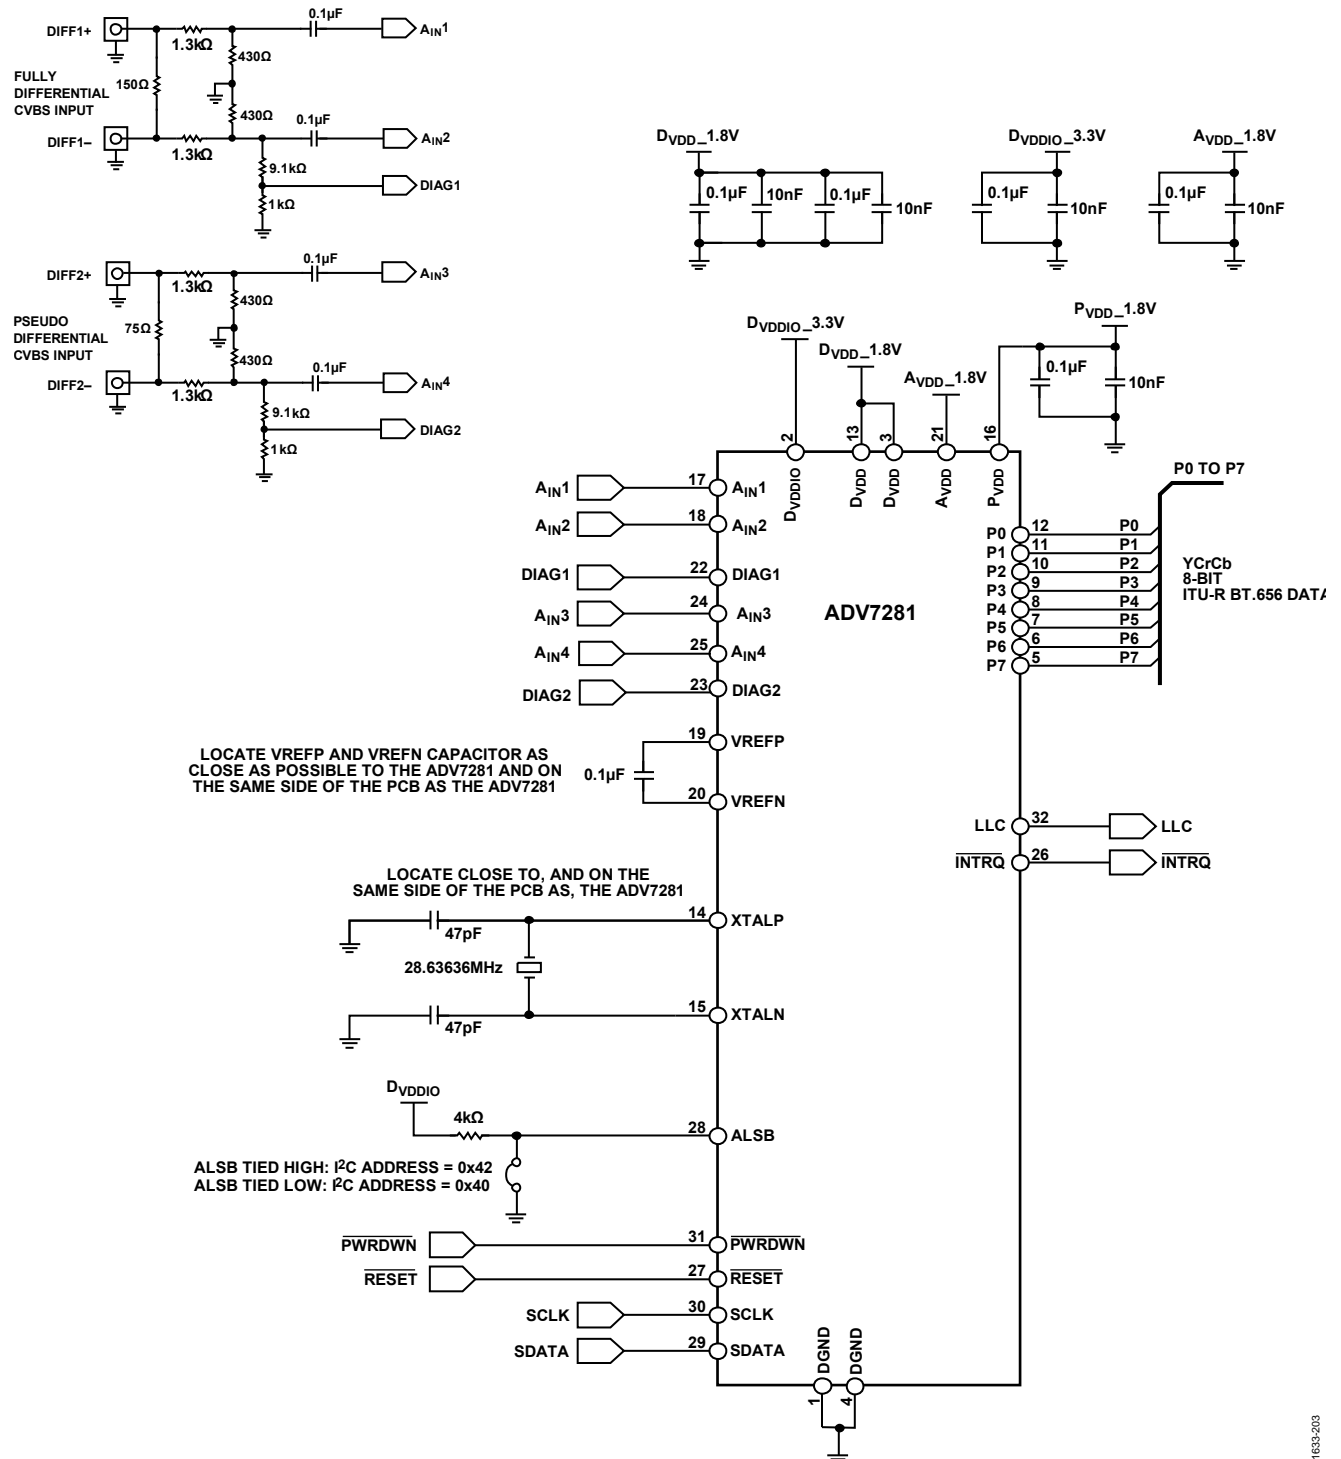 DIFF1+
1.3kΩ
0.1µF
AIN1
430Ω
FULLY
DIFFERENTIAL
CVBS INPUT
150Ω
430Ω
0.1µF
DIFF1–
1.3kΩ
AIN2
9.1kΩ
DIAG1
1kΩ
DIFF2+
1.3kΩ
0.1µF
AIN3
430Ω
PSEUDO
DIFFERENTIAL
CVBS INPUT
75Ω
430Ω
0.1µF
DIFF2–
1.3kΩ
AIN4
9.1kΩ
DIAG2
1kΩ
DVDD_1.8V
0.1µF
10nF
0.1µF
10nF
DVDDIO_3.3V
0.1µF
10nF
AVDD_1.8V
0.1µF
10nF
DVDDIO_3.3V
DVDD_1.8V
AVDD_1.8V
PVDD_1.8V
0.1µF
10nF
2
13
3
21
16
DVDDIO
DVDD
DVDD
AVDD
PVDD
AIN1
17
AIN1
AIN2
18
AIN2
DIAG1
22
DIAG1
AIN3
24
AIN3
AIN4
25
AIN4
DIAG2
23
DIAG2
ADV7281
P0 TO P7
P0 12 P0
P1 11 P1
P2 10 P2
P3 9 P3
P4 8 P4
P5 7 P5
P6 6 P6
P7 5 P7
YCrCb
8-BIT
ITU-R BT.656 DATA
LOCATE VREFP AND VREFN CAPACITOR AS
CLOSE AS POSSIBLE TO THE ADV7281 AND ON
THE SAME SIDE OF THE PCB AS THE ADV7281
0.1µF
19
VREFP
20
VREFN
LLC 32 LLC
INTRQ 26 INTRQ
LOCATE CLOSE TO, AND ON THE
SAME SIDE OF THE PCB AS, THE ADV7281
47pF
14
XTALP
28.63636MHz
47pF
15
XTALN
DVDDIO
4kΩ
28
ALSB
ALSB TIED HIGH: I2C ADDRESS = 0x42
ALSB TIED LOW: I2C ADDRESS = 0x40
PWRDWN
31
PWRDWN
RESET
27
RESET
SCLK
30
SCLK
SDATA
29
SDATA
DGND
DGND
1
4
1633-203